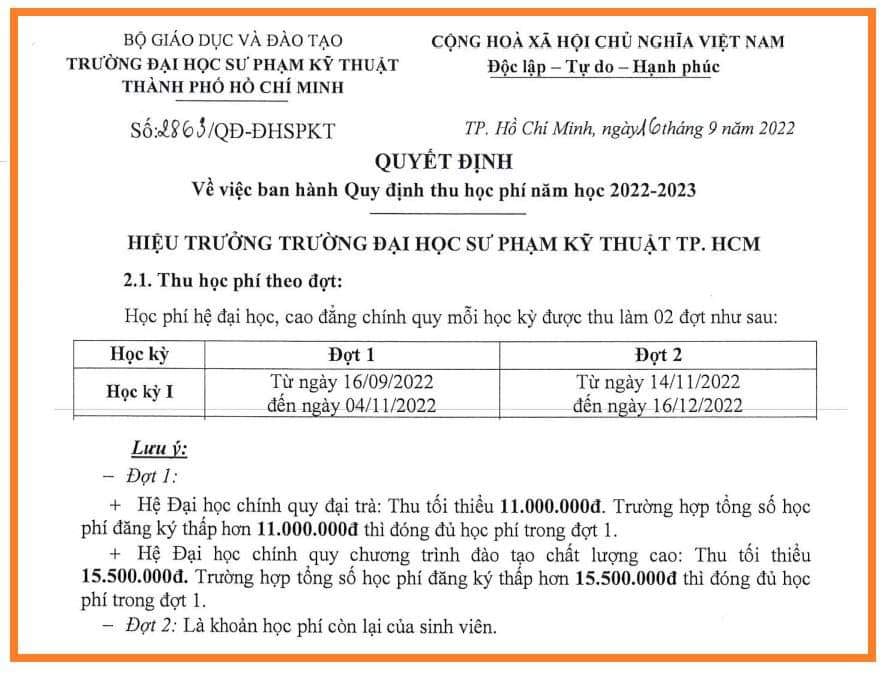 BỘ GIÁO DỤC VÀ ĐÀO TẠO
TRƯỜNG ĐẠI HỌC SƯ PHẠM KỸ THUẬT
THÀNH PHỐ HỒ CHÍ MINH
CỘNG HOÀ XÃ HỘI CHỦ NGHĨA VIỆT NAM
Độc lập – Tự do – Hạnh phúc
Số:2863/QĐ-ĐHSPKT
TP. Hồ Chí Minh, ngày16tháng 9 năm 2022
QUYẾT ĐỊNH
Về việc ban hành Quy định thu học phí năm học 2022-2023
HIỆU TRƯỞNG TRƯỜNG ĐẠI HỌC SƯ PHẠM KỸ THUẬT TP. HCM
2.1. Thu học phí theo đợt:
Học phí hệ đại học, cao đẳng chính quy mỗi học kỳ được thu làm 02 đợt như sau:
Học kỳ Đợt 1 Đợt 2
Học kỳ I
Từ ngày 16/09/2022
đến ngày 04/11/2022
Từ ngày 14/11/2022
đến ngày 16/12/2022
Lưu ý:
– Đợt 1:
+ Hệ Đại học chính quy đại trà: Thu tối thiểu 11.000.000đ. Trường hợp tổng số học
phí đăng ký thấp hơn 11.000.000đ thì đóng đủ học phí trong đợt 1.
+ Hệ Đại học chính quy chương trình đào tạo chất lượng cao: Thu tối thiểu
15.500.000đ. Trường hợp tổng số học phí đăng ký thấp hơn 15.500.000đ thì đóng đủ học
phí trong đợt 1.
– Đợt 2: Là khoản học phí còn lại của sinh viên.